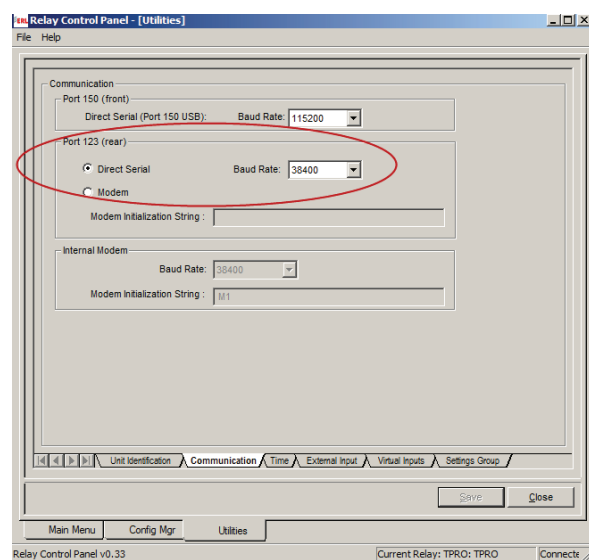 ERL Relay Control Panel - [Utilities]
File Help
Communication
Port 150 (front)
Direct Serial (Port 150 USB): Baud Rate: 115200
Port 123 (rear)
Direct Serial Baud Rate: 38400
Modem
Modem Initialization String :
Internal Modem
Baud Rate: 38400
Modem Initialization String : M1
Unit Identification Communication Time External Input Virtual Inputs Settings Group
Save Close
Main Menu Config Mgr Utilities
Relay Control Panel v0.33 Current Relay: TPRO: TPRO Connecte